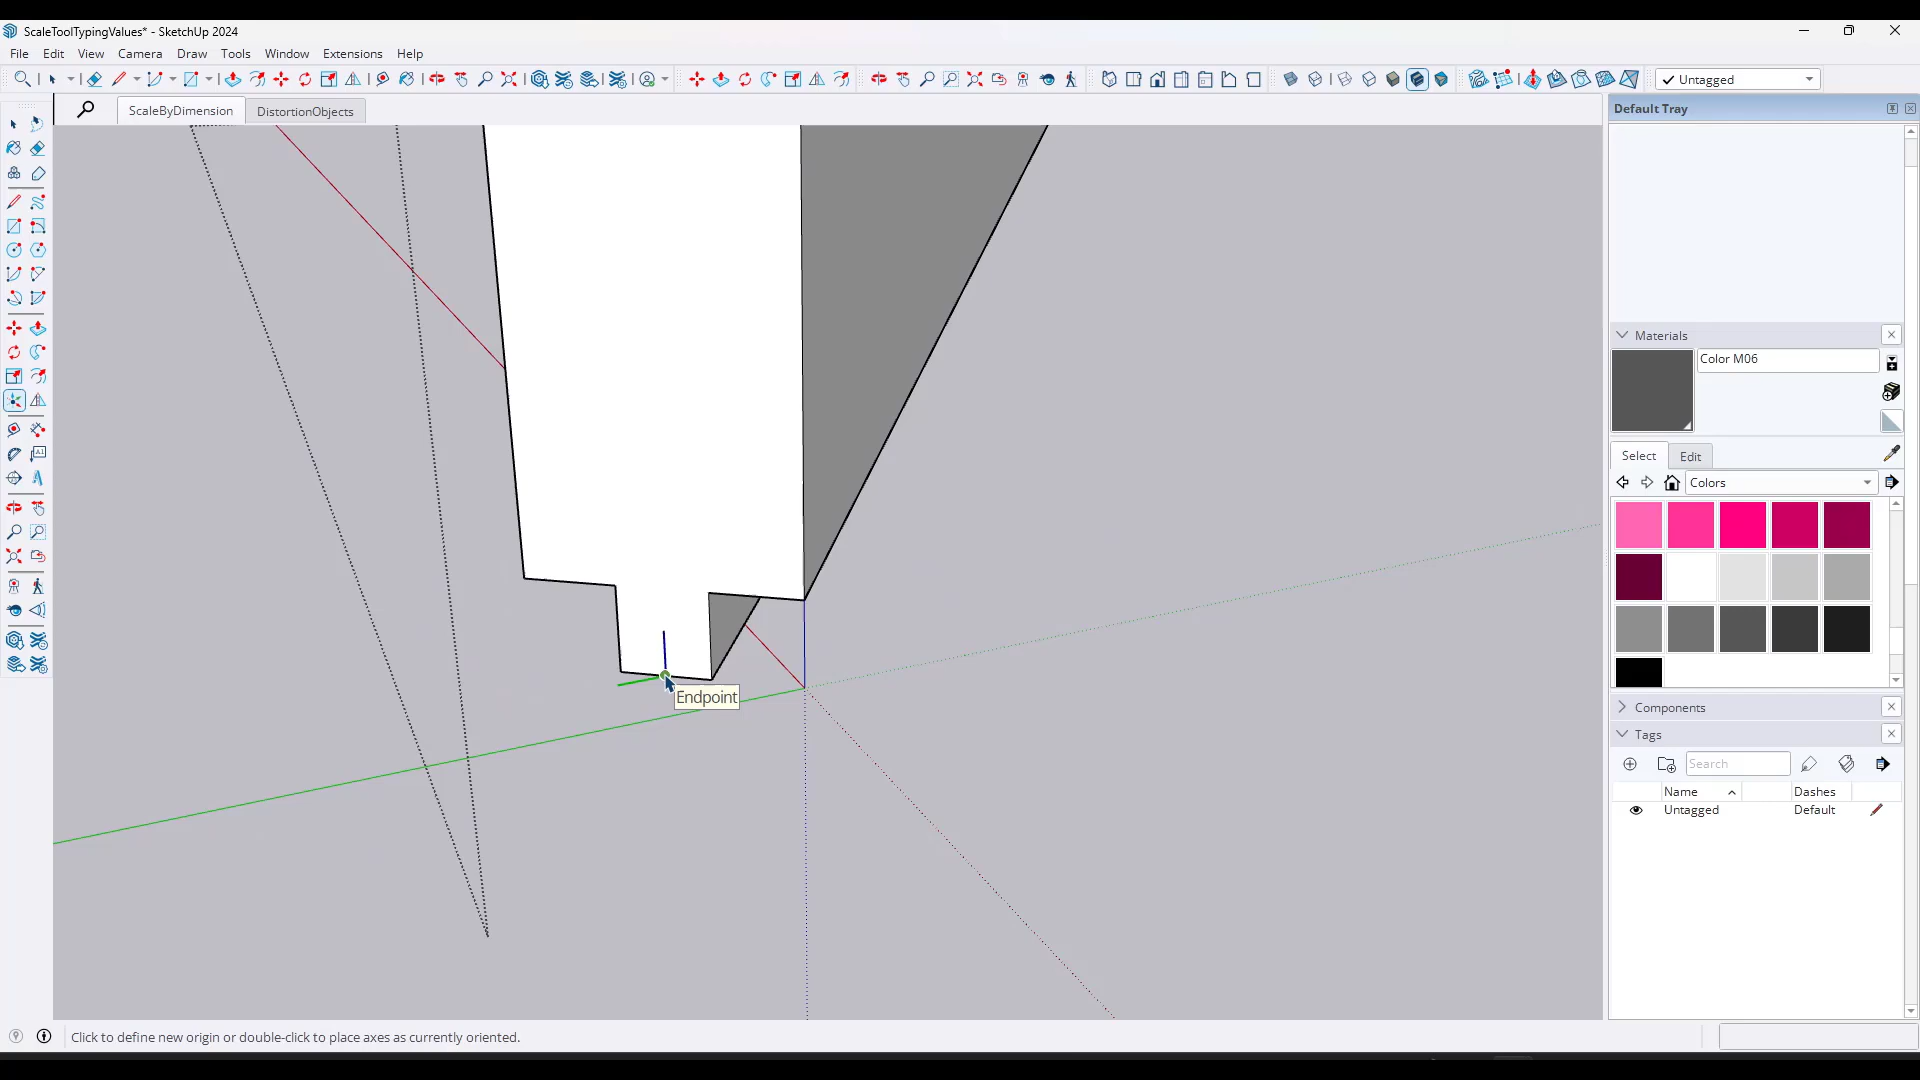 ScaleToolTypingValues* - SketchUp 2024
File Edit View Camera Draw Tools Window Extensions Help
Untagged
ScaleByDimension DistortionObjects
Default Tray
Materials
Color M06
Select Edit
Colors
Endpoint
Components
Tags
Search
Name Dashes
Untagged Default
Click to define new origin or double-click to place axes as currently oriented.